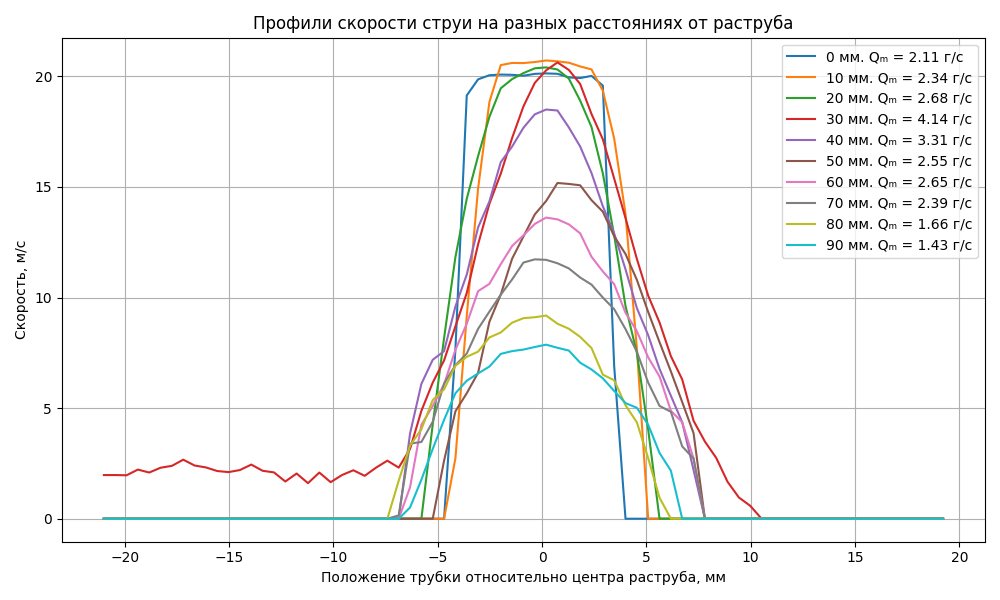 Профили скорости струи на разных расстояниях от раструба
0 мм. Qₘ = 2.11 г/с
10 мм. Qₘ = 2.34 г/с
20 мм. Qₘ = 2.68 г/с
30 мм. Qₘ = 4.14 г/с
40 мм. Qₘ = 3.31 г/с
50 мм. Qₘ = 2.55 г/с
60 мм. Qₘ = 2.65 г/с
70 мм. Qₘ = 2.39 г/с
80 мм. Qₘ = 1.66 г/с
90 мм. Qₘ = 1.43 г/с
Скорость, м/с
20
15
10
5
0
−20 −15 −10 −5 0 5 10 15 20
Положение трубки относительно центра раструба, мм